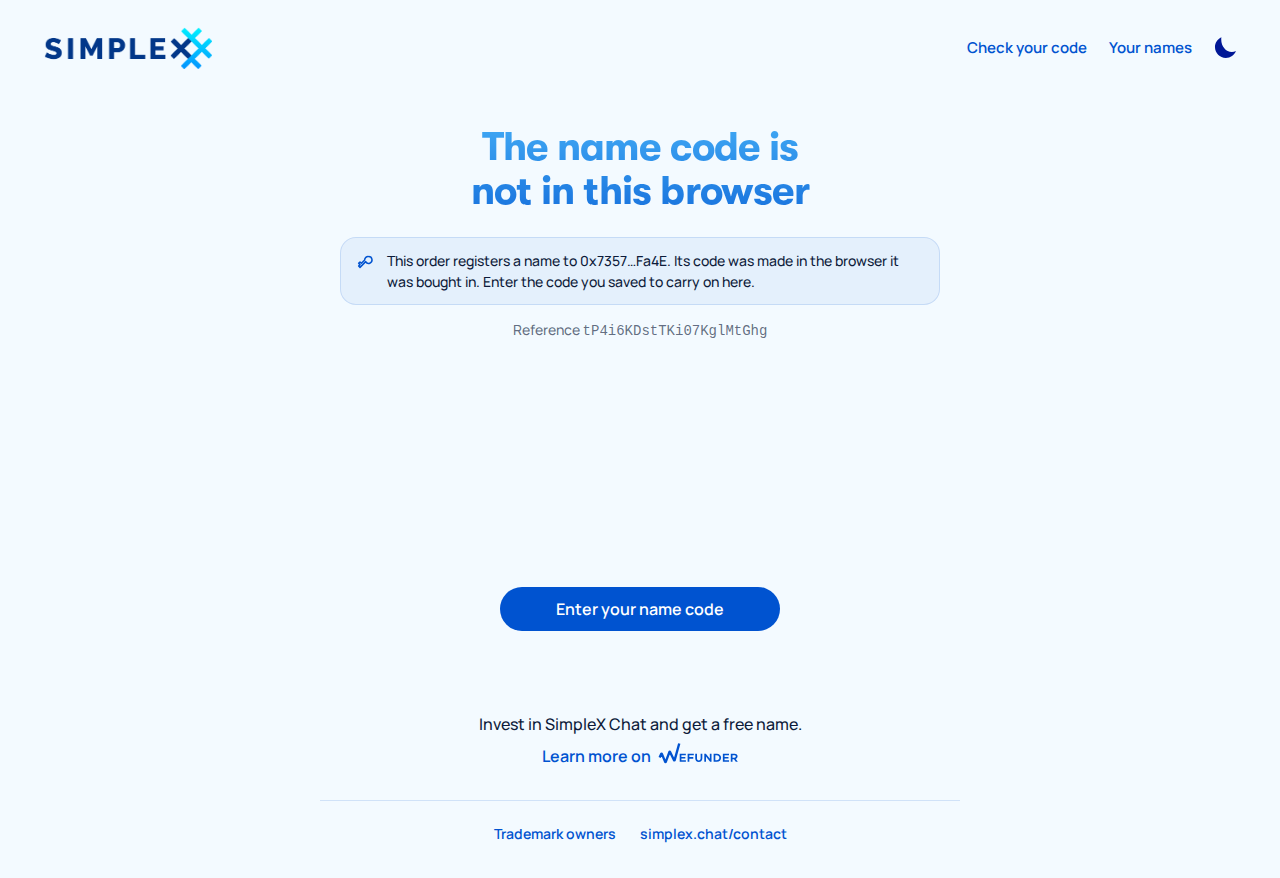 SIMPLEX
Check your code
Your names
The name code is
not in this browser
This order registers a name to 0x7357…Fa4E. Its code was made in the browser it
was bought in. Enter the code you saved to carry on here.
Reference tP4i6KDstTKi07KglMtGhg
Enter your name code
Invest in SimpleX Chat and get a free name.
Learn more on WEFUNDER
Trademark owners
simplex.chat/contact